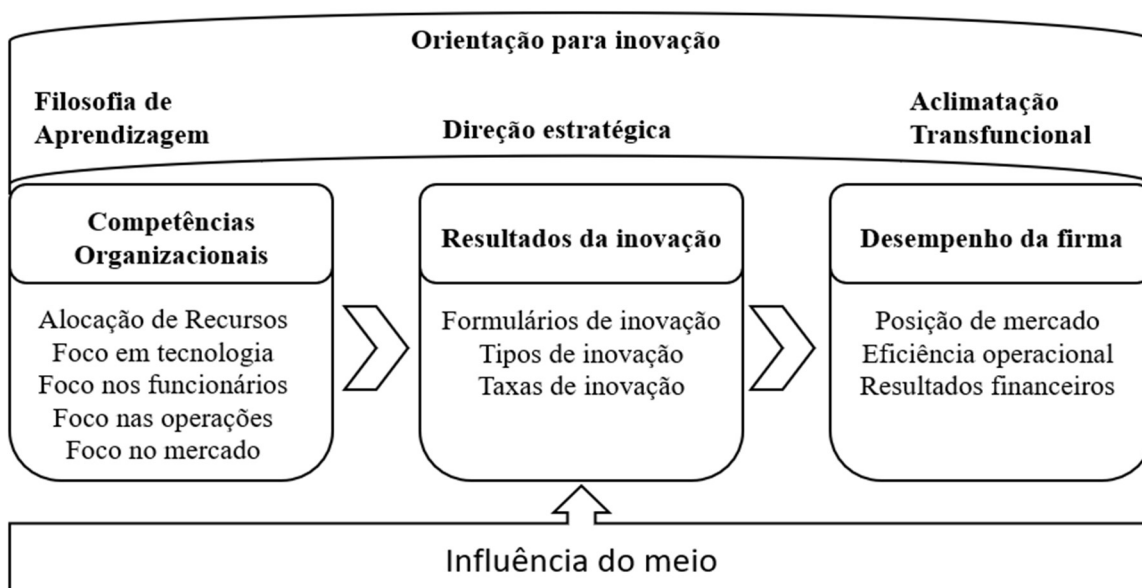 Orientação para inovação
Filosofia de
Aprendizagem
Direção estratégica
Aclimatação
Transfuncional
Competências
Organizacionais
Alocação de Recursos
Foco em tecnologia
Foco nos funcionários
Foco nas operações
Foco no mercado
Resultados da inovação
Formulários de inovação
Tipos de inovação
Taxas de inovação
Desempenho da firma
Posição de mercado
Eficiência operacional
Resultados financeiros
Influência do meio